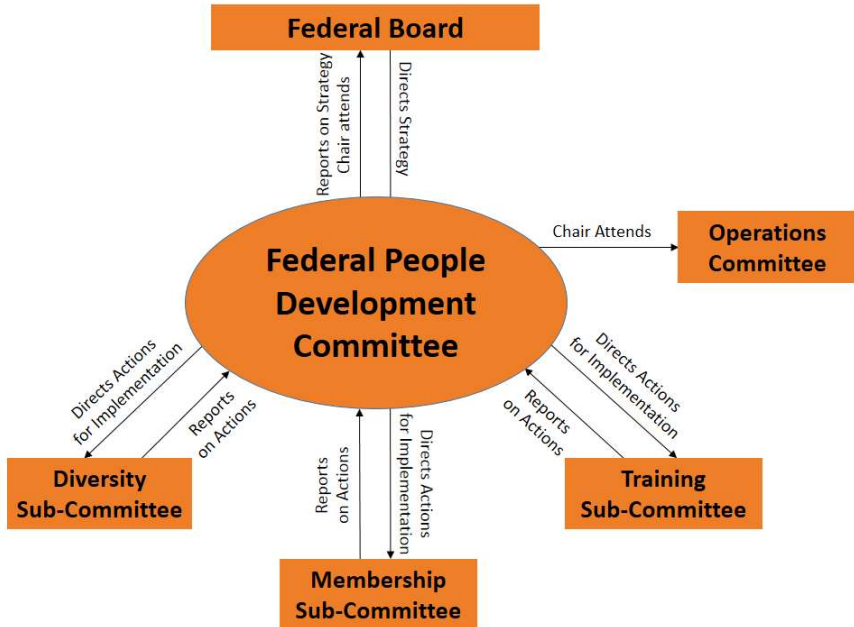 Federal Board
Reports on Strategy
Chair attends
Directs Strategy
Chair Attends
Operations
Committee
Federal People
Development
Committee
Directs Actions
for Implementation
Reports
on Actions
Directs Actions
for Implementation
Reports
on Actions
Reports
on Actions
Directs Actions
for Implementation
Diversity
Sub-Committee
Training
Sub-Committee
Membership
Sub-Committee